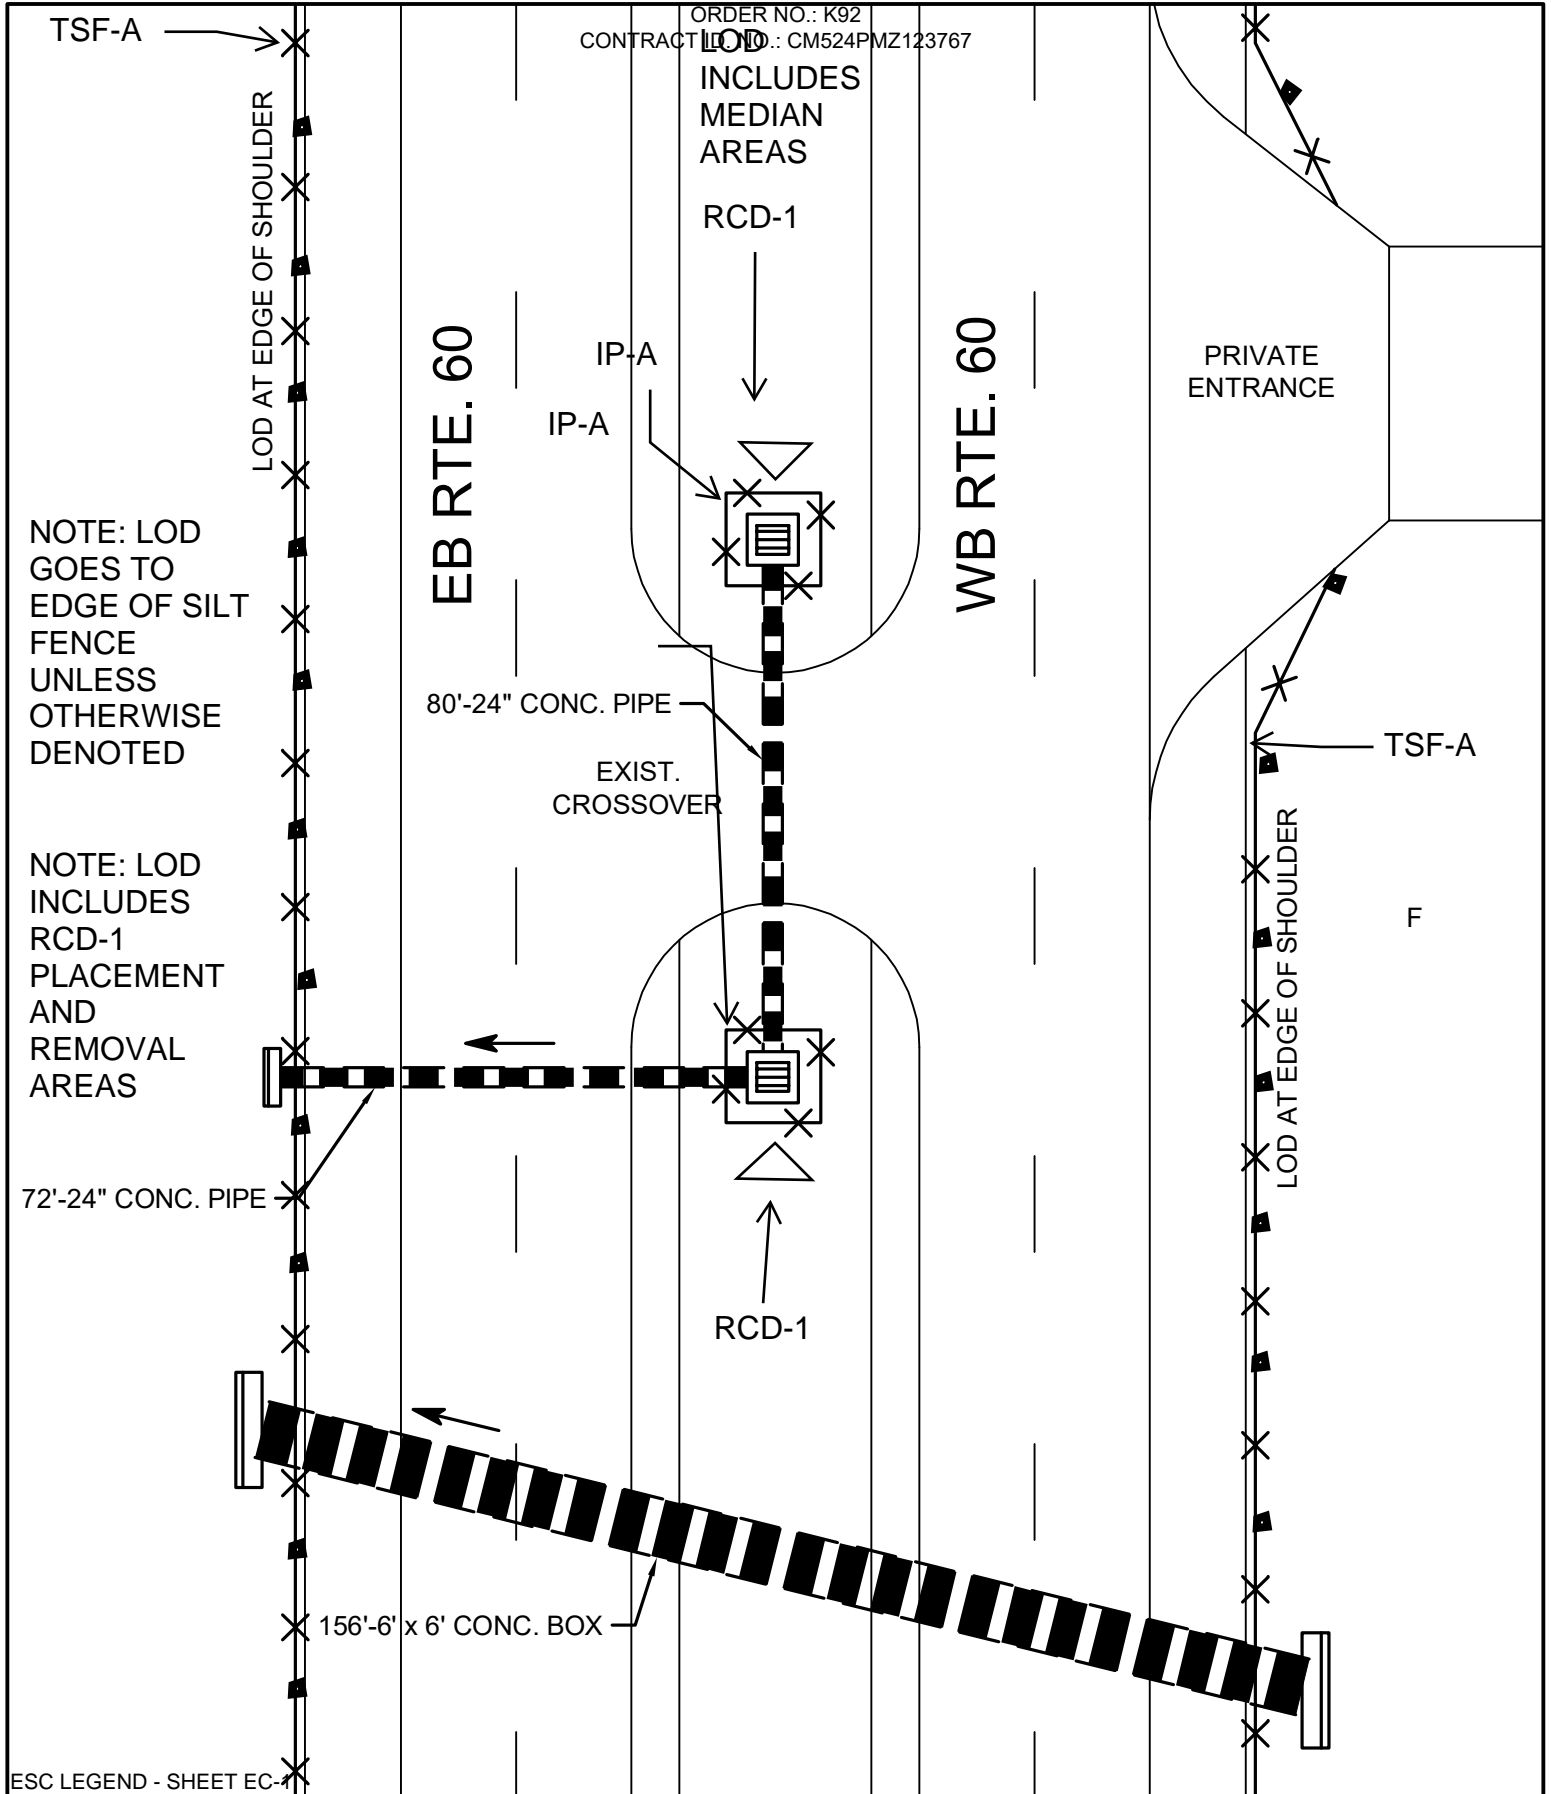 ORDER NO.: K92
CONTRACT ID. NO.: CM524PMZ123767
TSF-A
LOD
INCLUDES
MEDIAN
AREAS
RCD-1
LOD AT EDGE OF SHOULDER
IP-A
IP-A
EB RTE. 60
WB RTE. 60
PRIVATE
ENTRANCE
NOTE: LOD
GOES TO
EDGE OF SILT
FENCE
UNLESS
OTHERWISE
DENOTED
80'-24" CONC. PIPE
TSF-A
EXIST.
CROSSOVER
NOTE: LOD
INCLUDES
RCD-1
PLACEMENT
AND
REMOVAL
AREAS
LOD AT EDGE OF SHOULDER
F
72'-24" CONC. PIPE
RCD-1
156'-6' x 6' CONC. BOX
ESC LEGEND - SHEET EC-1